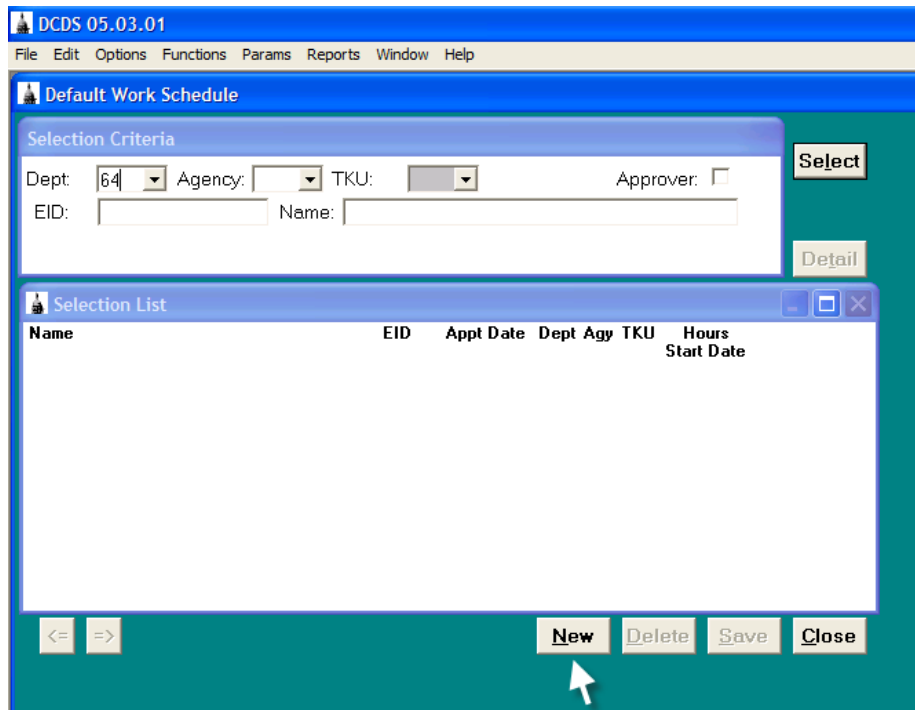 DCDS 05.03.01
File Edit Options Functions Params Reports Window Help
Default Work Schedule
Selection Criteria
Dept: 64 Agency: TKU: Approver:
Select
EID: Name:
Detail
Selection List
Name EID Appt Date Dept Agy TKU Hours
Start Date
<= => New Delete Save Close